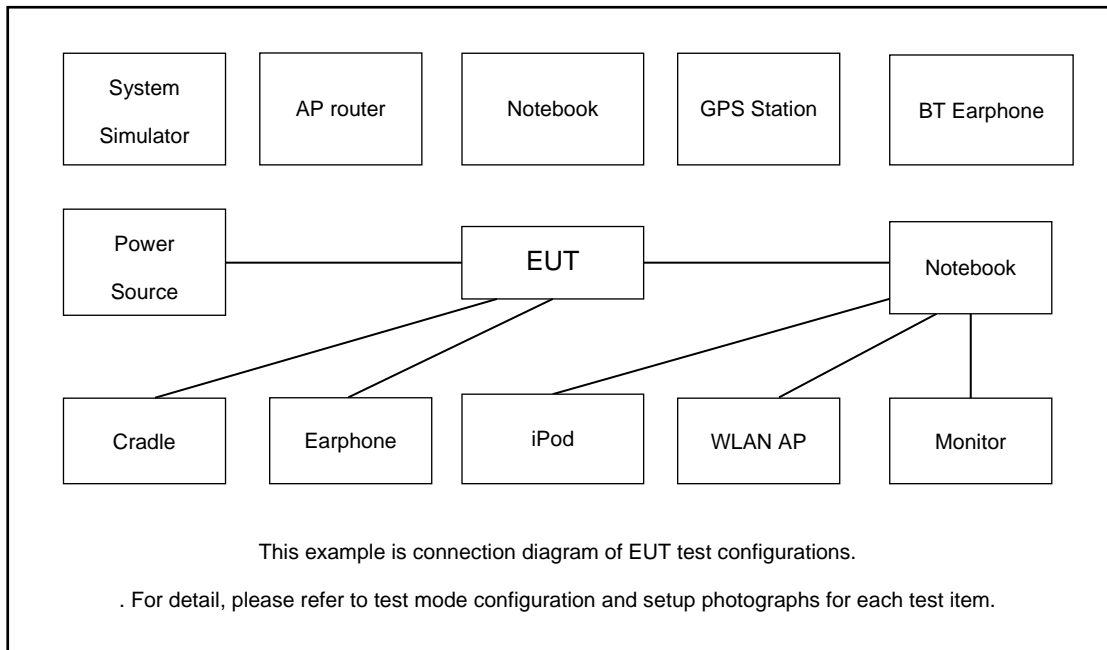 System
Simulator
AP router
Notebook
GPS Station
BT Earphone
Power
Source
EUT
Notebook
Cradle
Earphone
iPod
WLAN AP
Monitor
This example is connection diagram of EUT test configurations.
. For detail, please refer to test mode configuration and setup photographs for each test item.